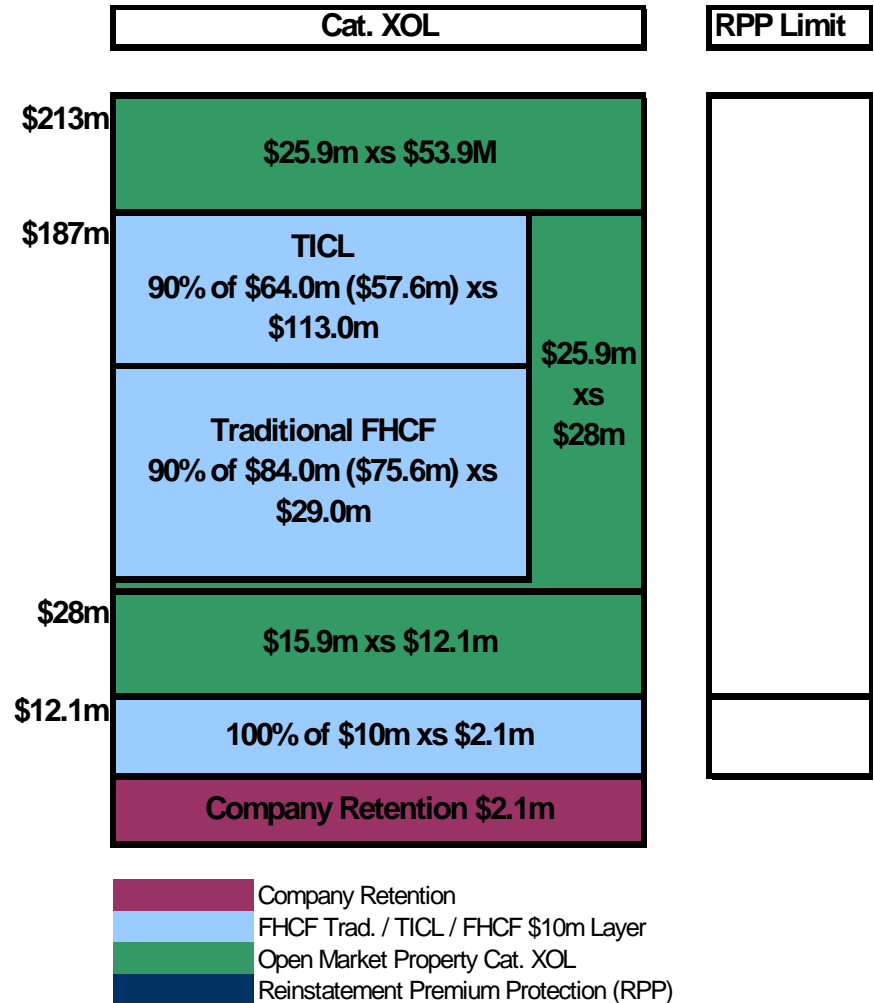 Cat. XOL
RPP Limit
$213m
$25.9m xs $53.9M
$187m
TICL
90% of $64.0m ($57.6m) xs
$113.0m
$25.9m
xs
$28m
Traditional FHCF
90% of $84.0m ($75.6m) xs
$29.0m
$28m
$15.9m xs $12.1m
$12.1m
100% of $10m xs $2.1m
Company Retention $2.1m
Company Retention
FHCF Trad. / TICL / FHCF $10m Layer
Open Market Property Cat. XOL
Reinstatement Premium Protection (RPP)